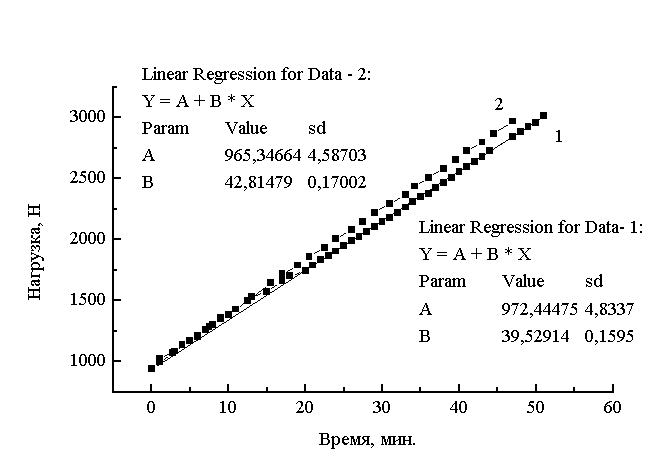 Linear Regression for Data - 2:
Y = A + B * X
Param Value sd
A 965,34664 4,58703
B 42,81479 0,17002
3000
2500
2000
1500
1000
Нагрузка, Н
2
1
Linear Regression for Data- 1:
Y = A + B * X
Param Value sd
A 972,44475 4,8337
B 39,52914 0,1595
0 10 20 30 40 50 60
Время, мин.